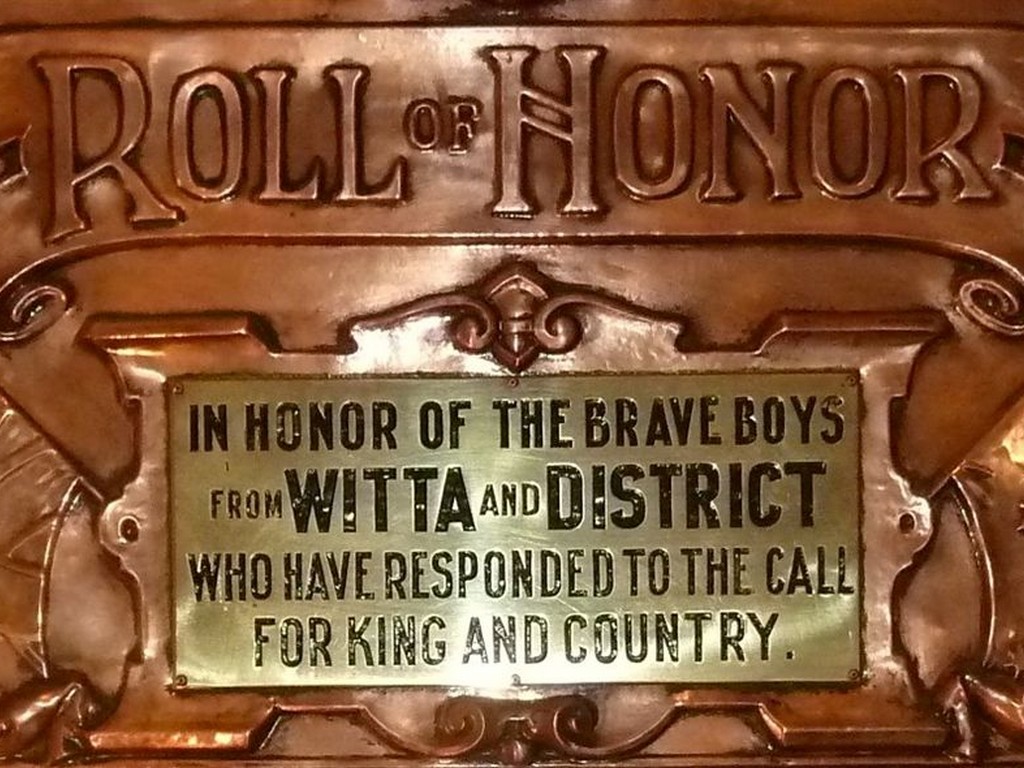 ROLL OF HONOR
IN HONOR OF THE BRAVE BOYS
FROM WITTA AND DISTRICT
WHO HAVE RESPONDED TO THE CALL
FOR KING AND COUNTRY.